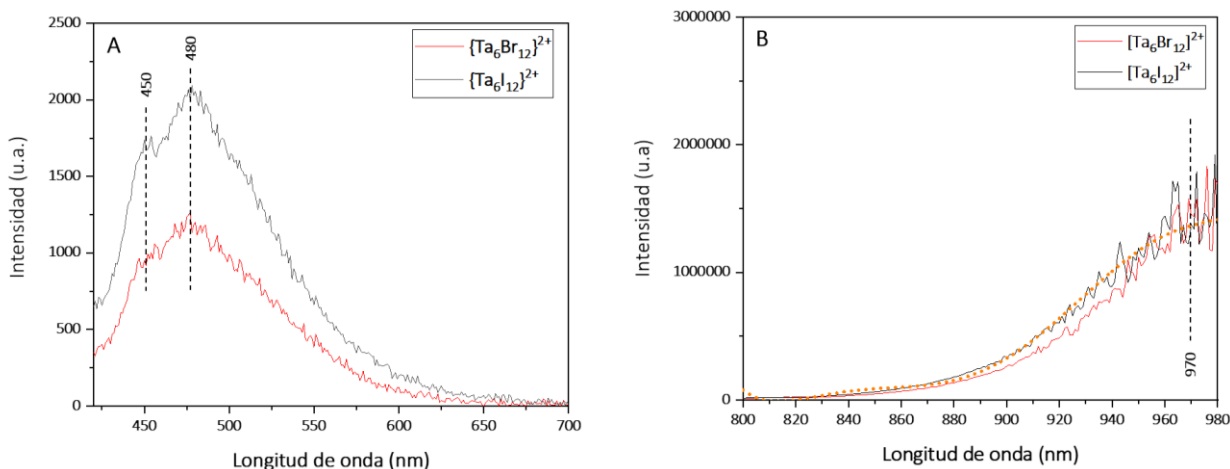 A
450
480
{Ta6Br12}2+
{Ta6I12}2+
2500
2000
1500
1000
500
0
Intensidad (u.a.)
450
500
550
600
650
700
Longitud de onda (nm)
B
[Ta6Br12]2+
[Ta6I12]2+
3000000
2000000
1000000
0
Intensidad (u.a)
970
800
820
840
860
880
900
920
940
960
980
Longitud de onda (nm)